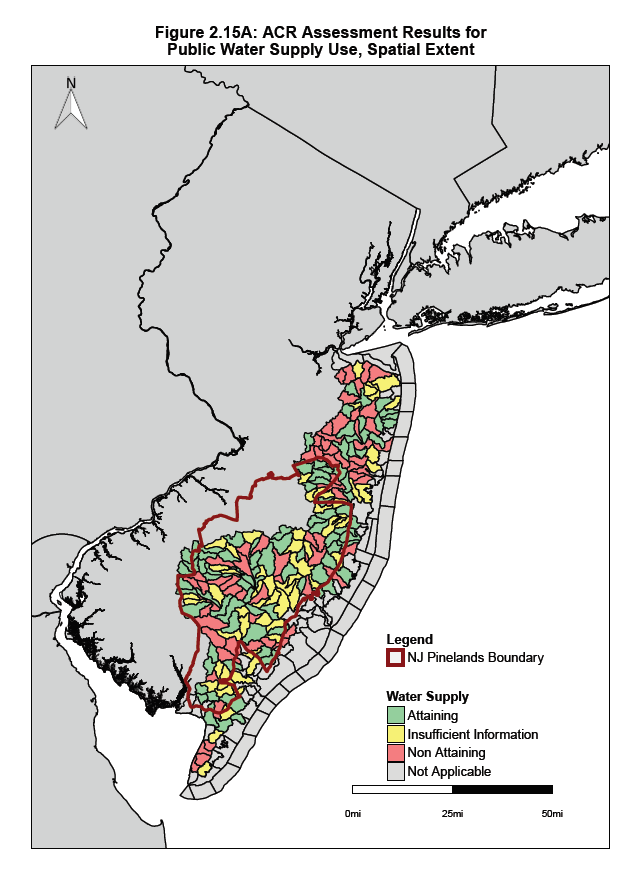 Figure 2.15A: ACR Assessment Results for
Public Water Supply Use, Spatial Extent
N
Legend
NJ Pinelands Boundary
Water Supply
Attaining
Insufficient Information
Non Attaining
Not Applicable
0mi 25mi 50mi